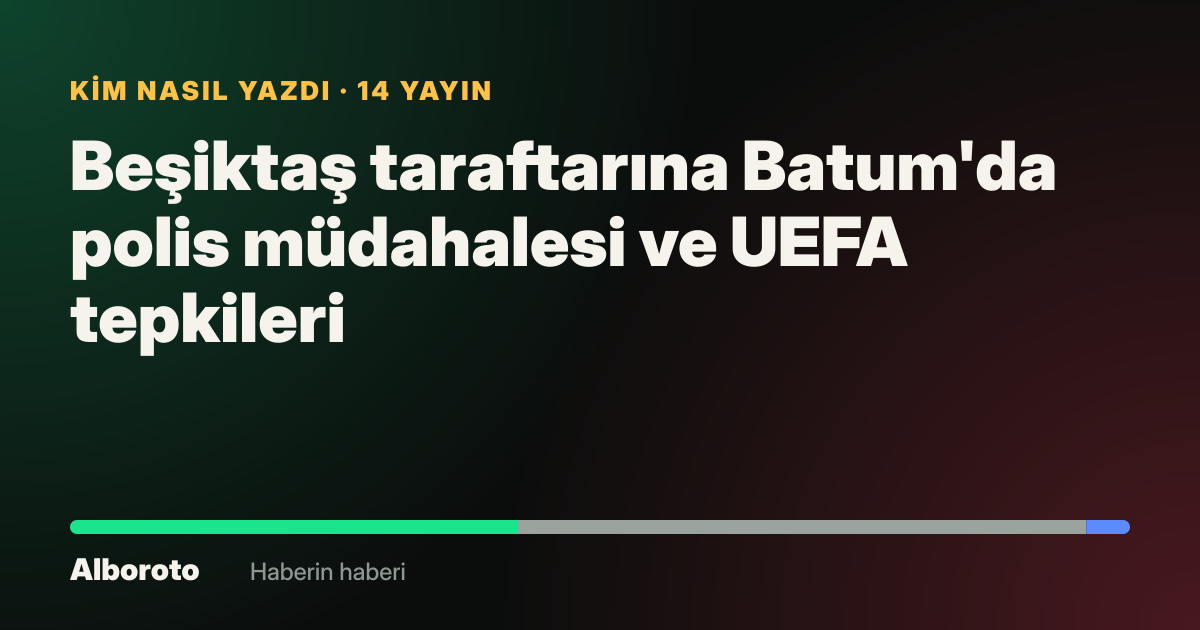 KİM NASIL YAZDI · 14 YAYIN
Beşiktaş taraftarına Batum'da
polis müdahalesi ve UEFA
tepkileri
Alboroto
Haberin haberi